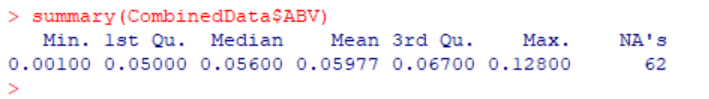 > summary(CombinedData$ABV)
Min. 1st Qu. Median Mean 3rd Qu. Max. NA's
0.00100 0.05000 0.05600 0.05977 0.06700 0.12800 62
>